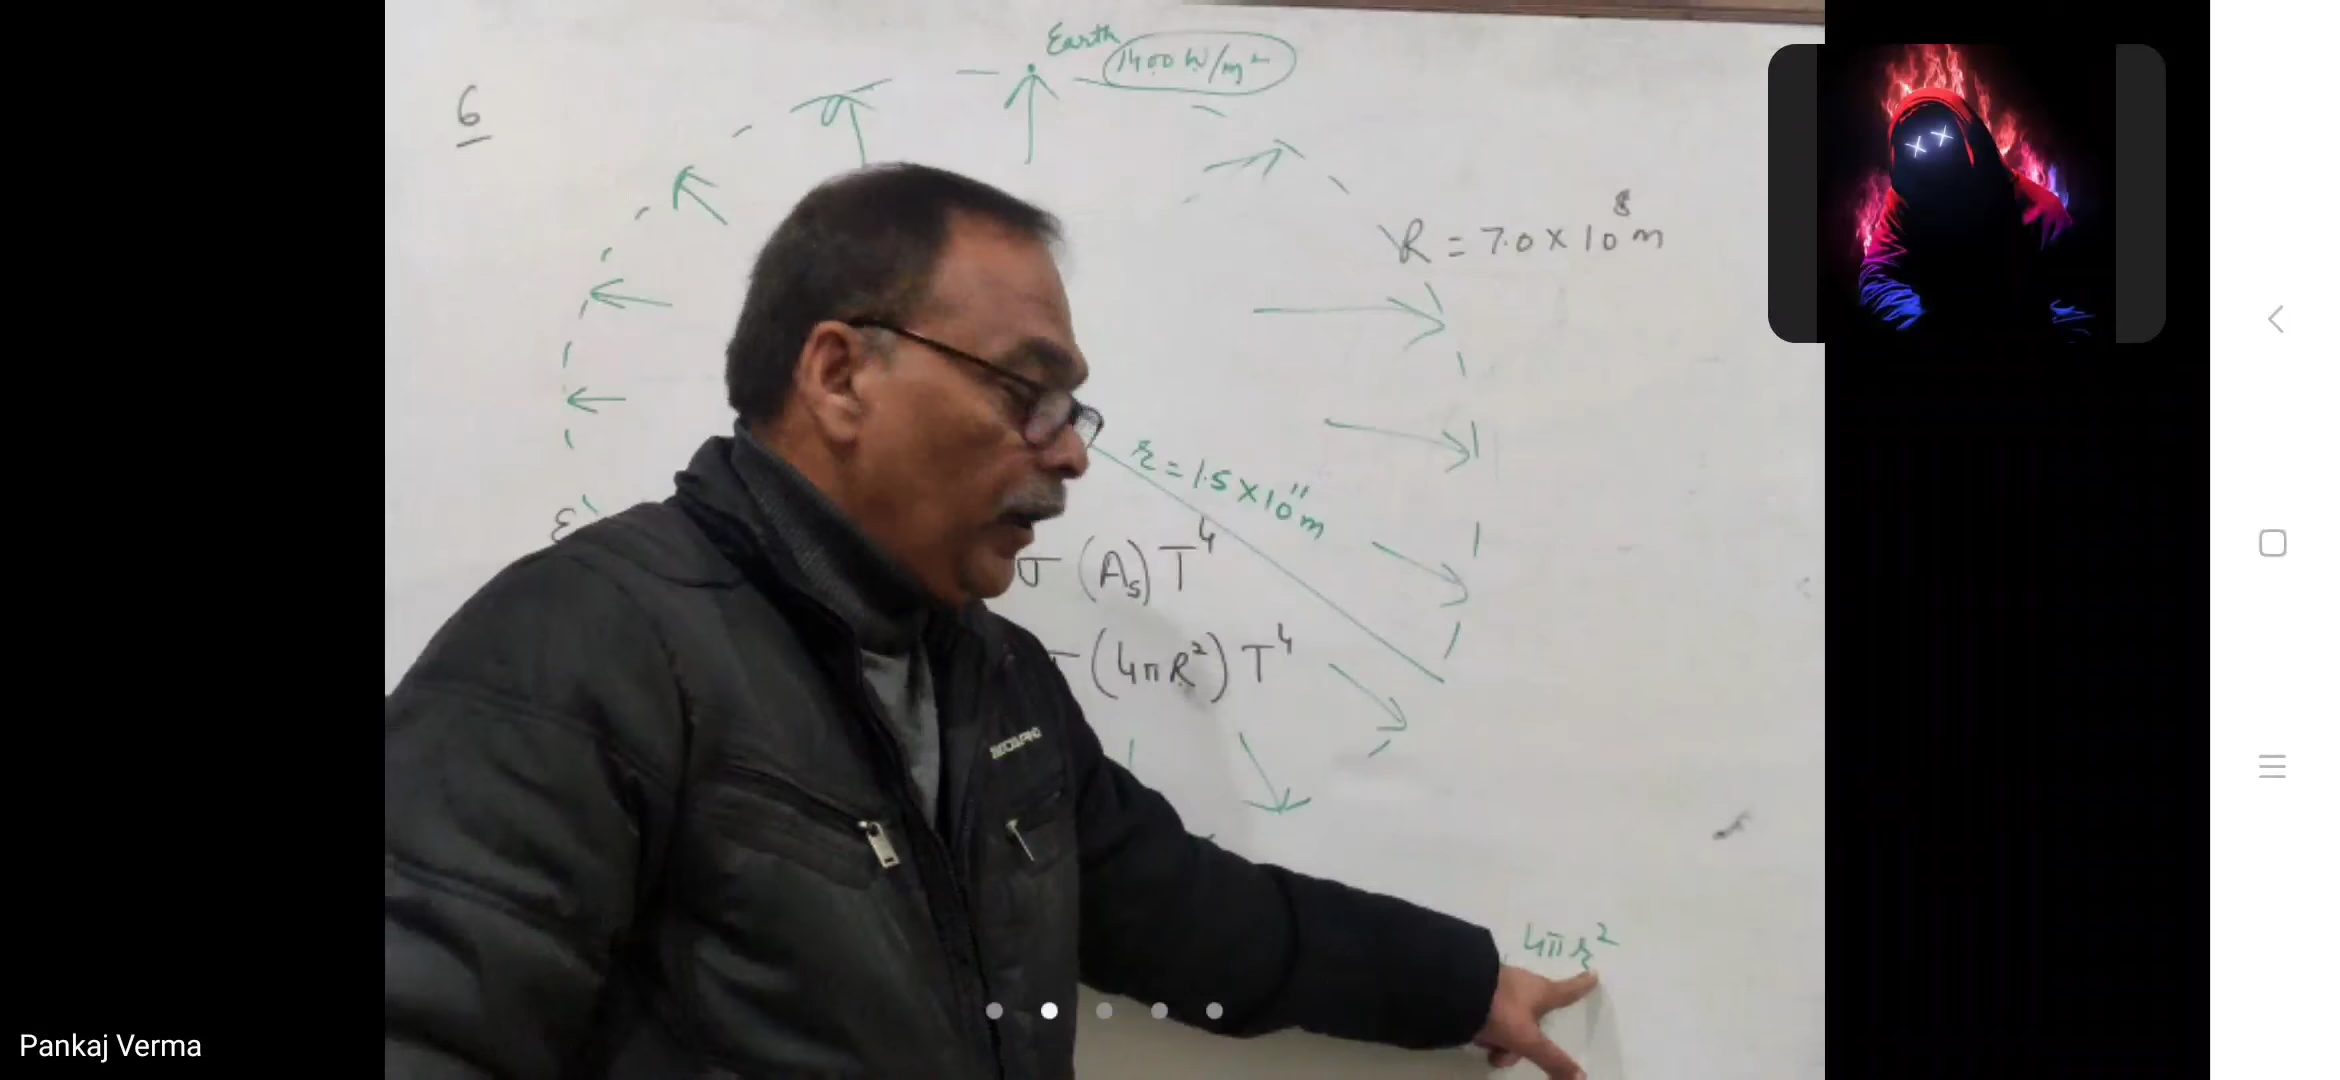 Earth
1400 W/m²
6
R = 7.0 × 10⁸ m
r = 1.5 × 10¹¹ m
σ (Aₛ) T⁴
(4πR²) T⁴
4πr²
Pankaj Verma